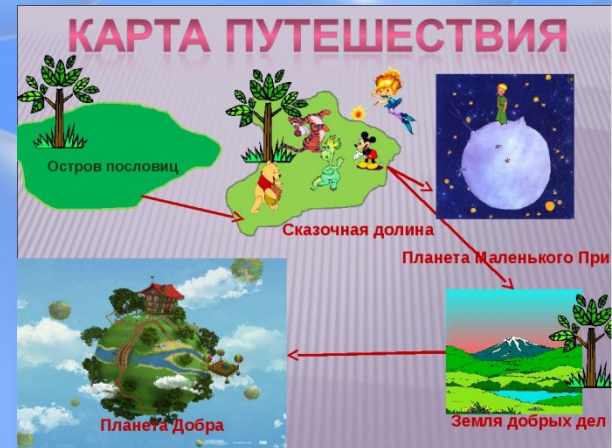 КАРТА ПУТЕШЕСТВИЯ
Остров пословиц
Сказочная долина
Планета Маленького При
Планета Добра
Земля добрых дел